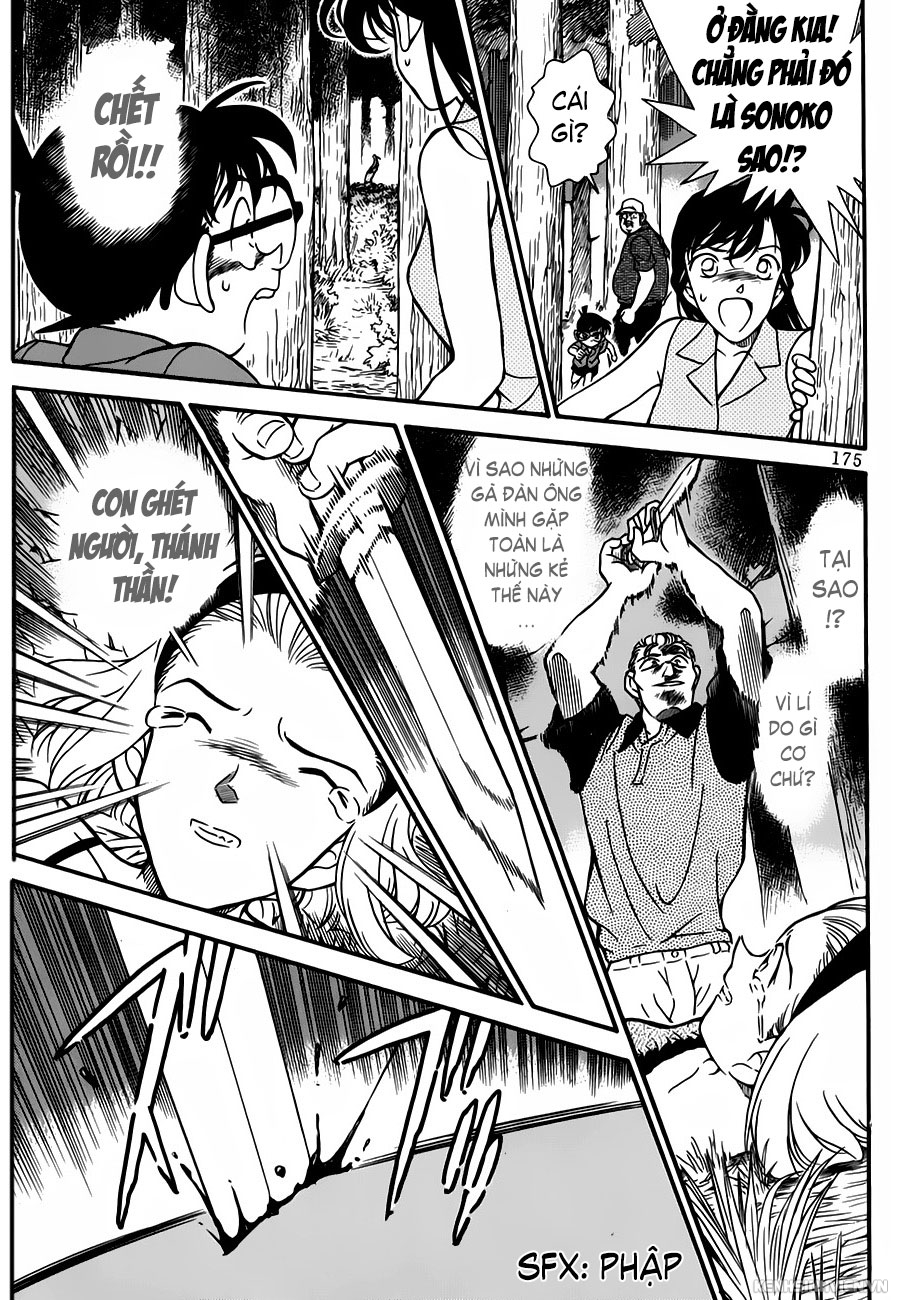 Ở ĐẰNG KIA!
CHẲNG PHẢI ĐÓ
LÀ SONOKO
SAO!?
CÁI
GÌ?
CHẾT
RỒI!!
175
TẠI
SAO
!?
VÌ LÍ
DO GÌ
CƠ
CHỨ?
VÌ SAO NHỮNG
GÃ ĐÀN ÔNG
MÌNH GẶP
TOÀN LÀ
NHỮNG KẺ
THẾ NÀY
...
CON GHÉT
NGƯỜI, THÁNH
THẦN!
SFX: PHẬP